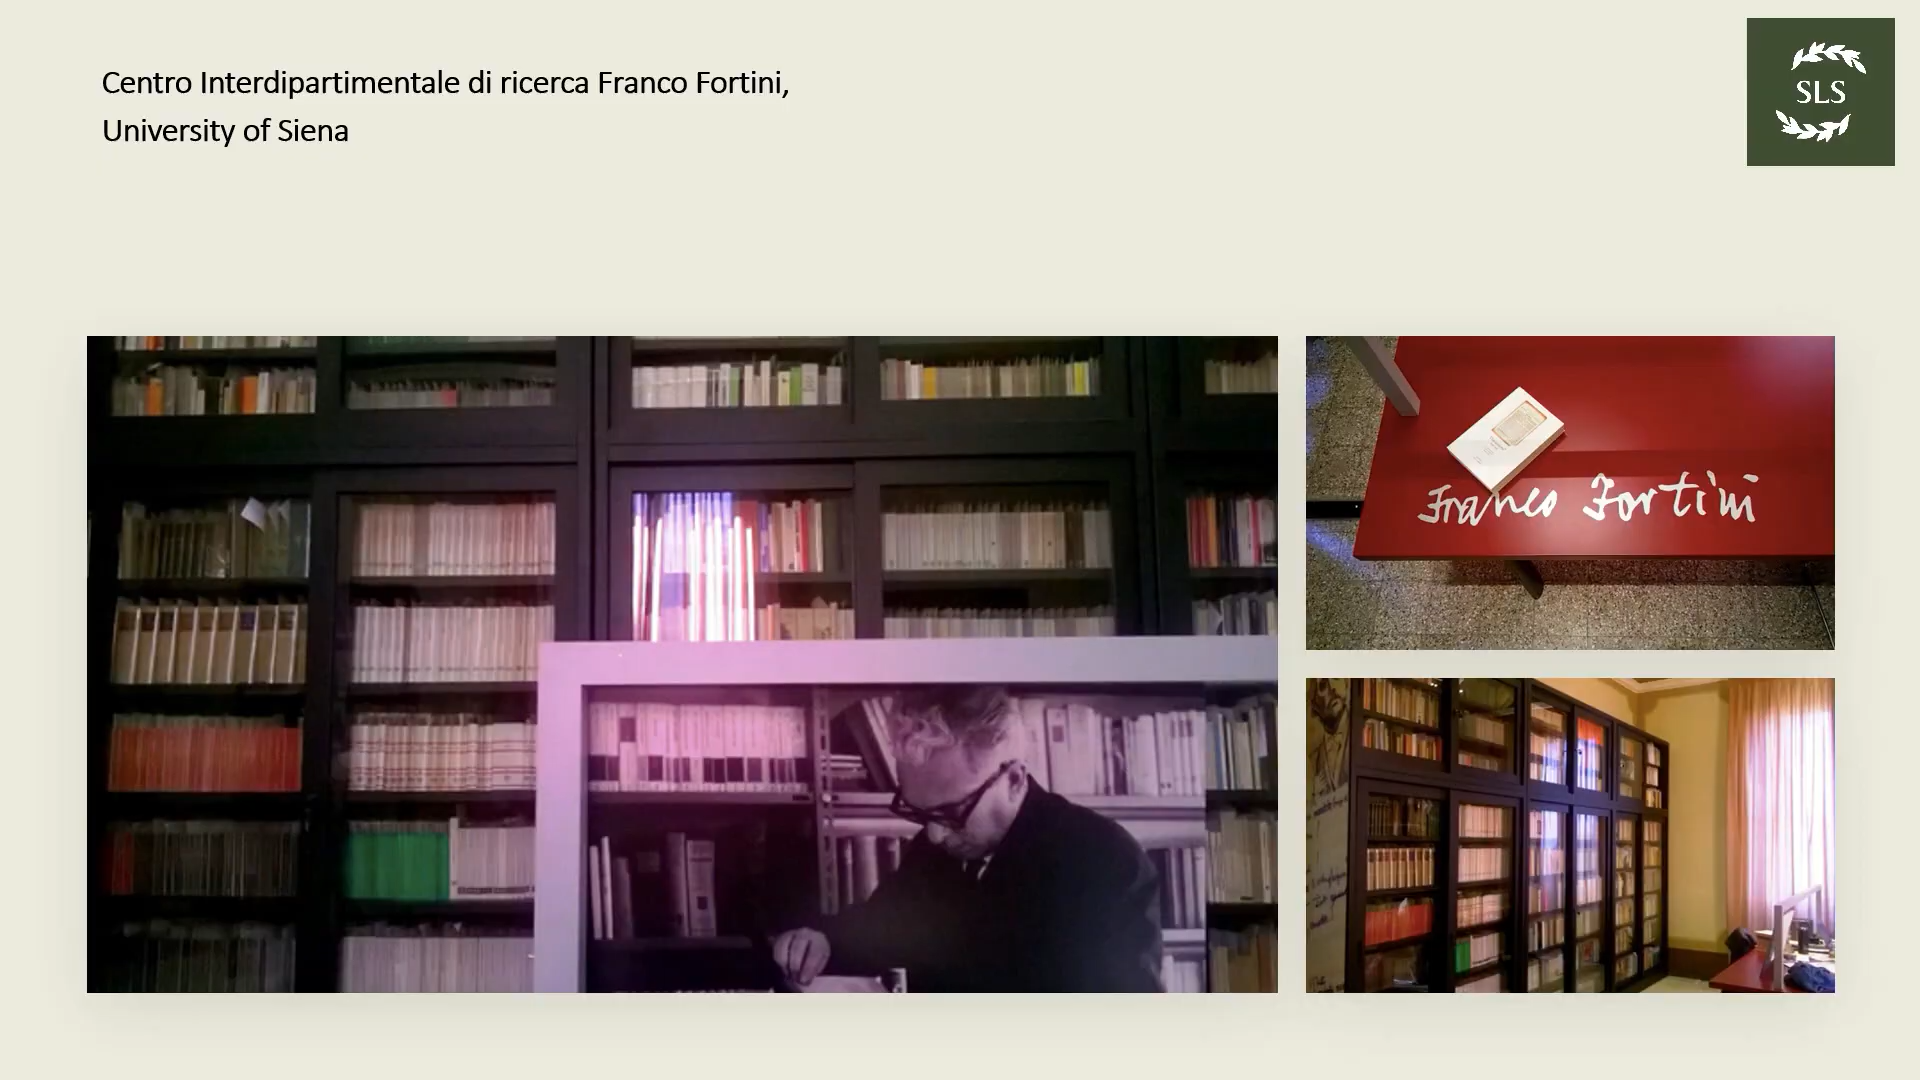 Centro Interdipartimentale di ricerca Franco Fortini,
University of Siena
SLS
Franco Fortini